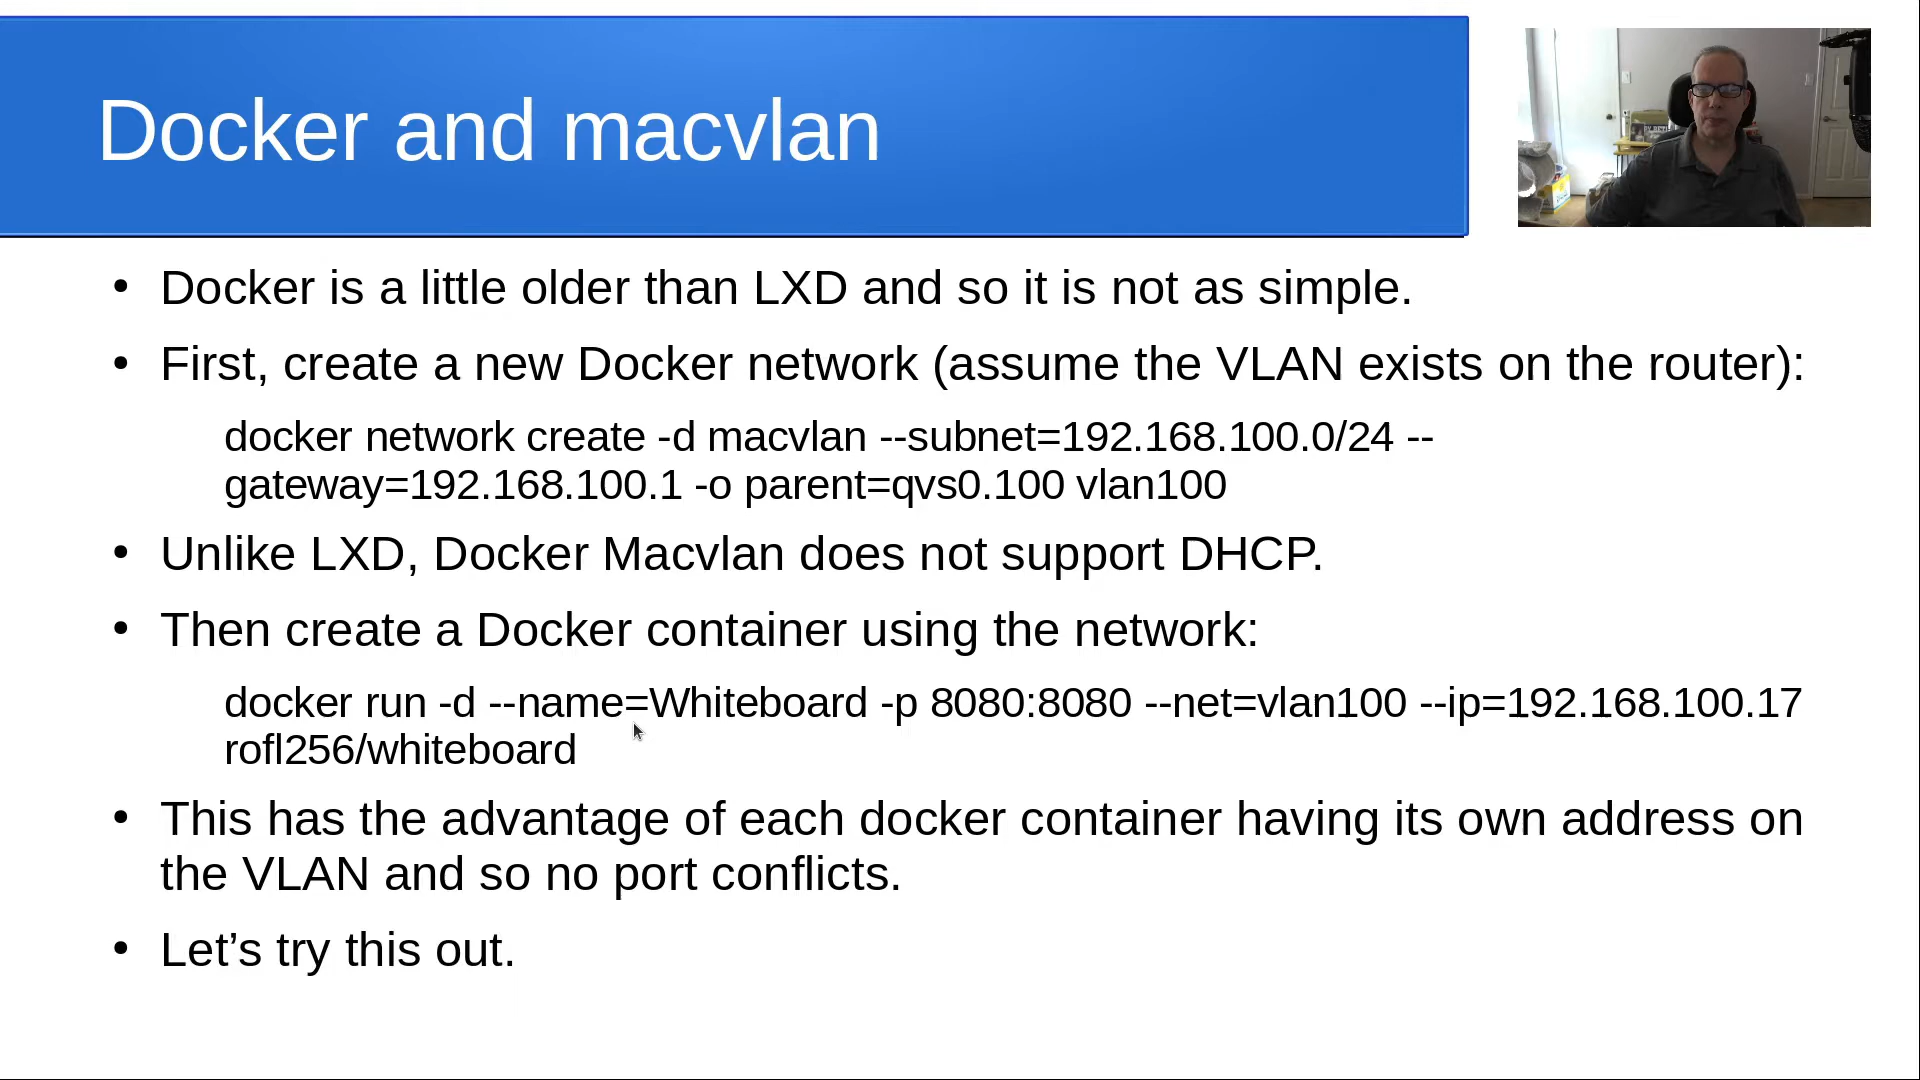 Docker and macvlan
• Docker is a little older than LXD and so it is not as simple.
• First, create a new Docker network (assume the VLAN exists on the router):
docker network create -d macvlan --subnet=192.168.100.0/24 --
gateway=192.168.100.1 -o parent=qvs0.100 vlan100
• Unlike LXD, Docker Macvlan does not support DHCP.
• Then create a Docker container using the network:
docker run -d --name=Whiteboard -p 8080:8080 --net=vlan100 --ip=192.168.100.17
rofl256/whiteboard
• This has the advantage of each docker container having its own address on
the VLAN and so no port conflicts.
• Let’s try this out.